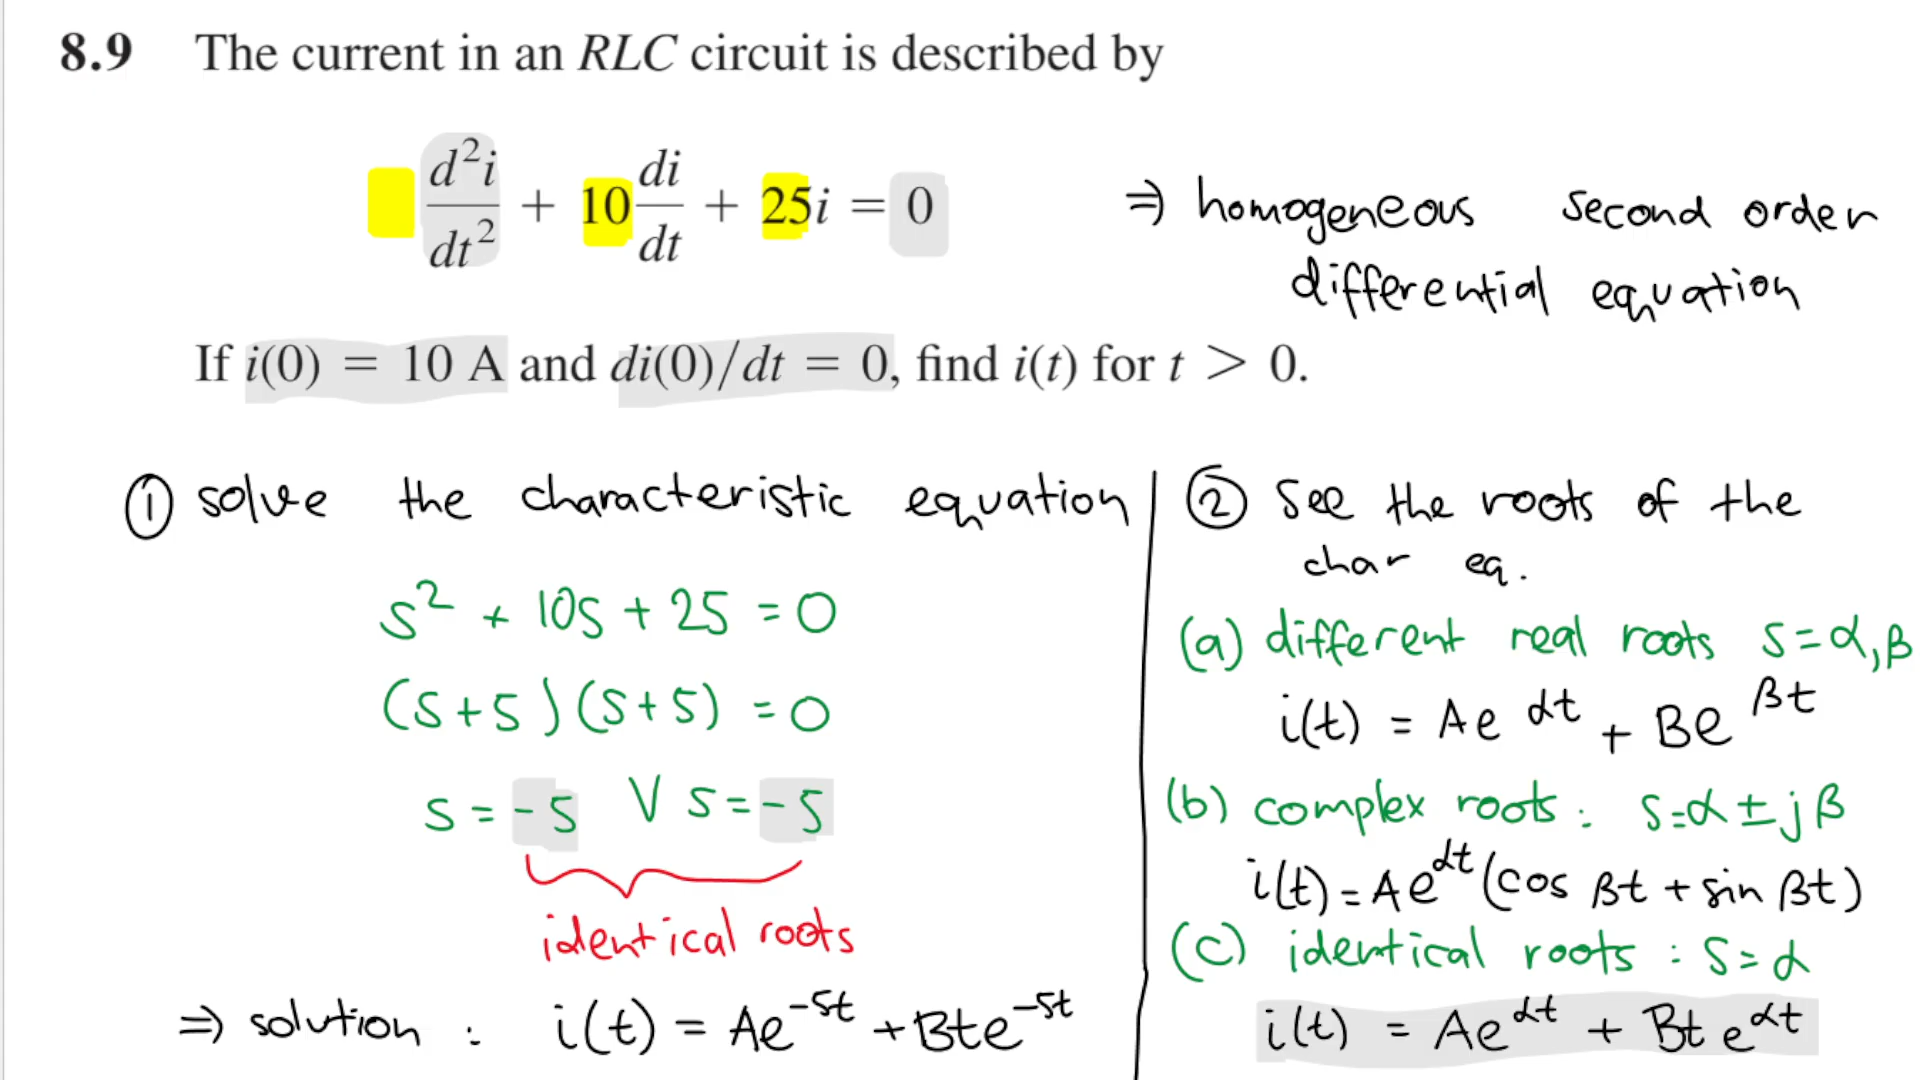 8.9 The current in an RLC circuit is described by
d²i/dt² + 10 di/dt + 25i = 0
⇒ homogeneous second order
differential equation
If i(0) = 10 A and di(0)/dt = 0, find i(t) for t > 0.
① solve the characteristic equation
s² + 10s + 25 = 0
(s+5)(s+5) = 0
s = -5 V s = -5
identical roots
⇒ solution : i(t) = Ae^-5t + Bte^-5t
② See the roots of the
char eq.
(a) different real roots s = α, β
i(t) = Ae^αt + Be^βt
(b) complex roots : s = α ± jβ
i(t) = Ae^αt (cos βt + sin βt)
(c) identical roots : s = α
i(t) = Ae^αt + Bt e^αt